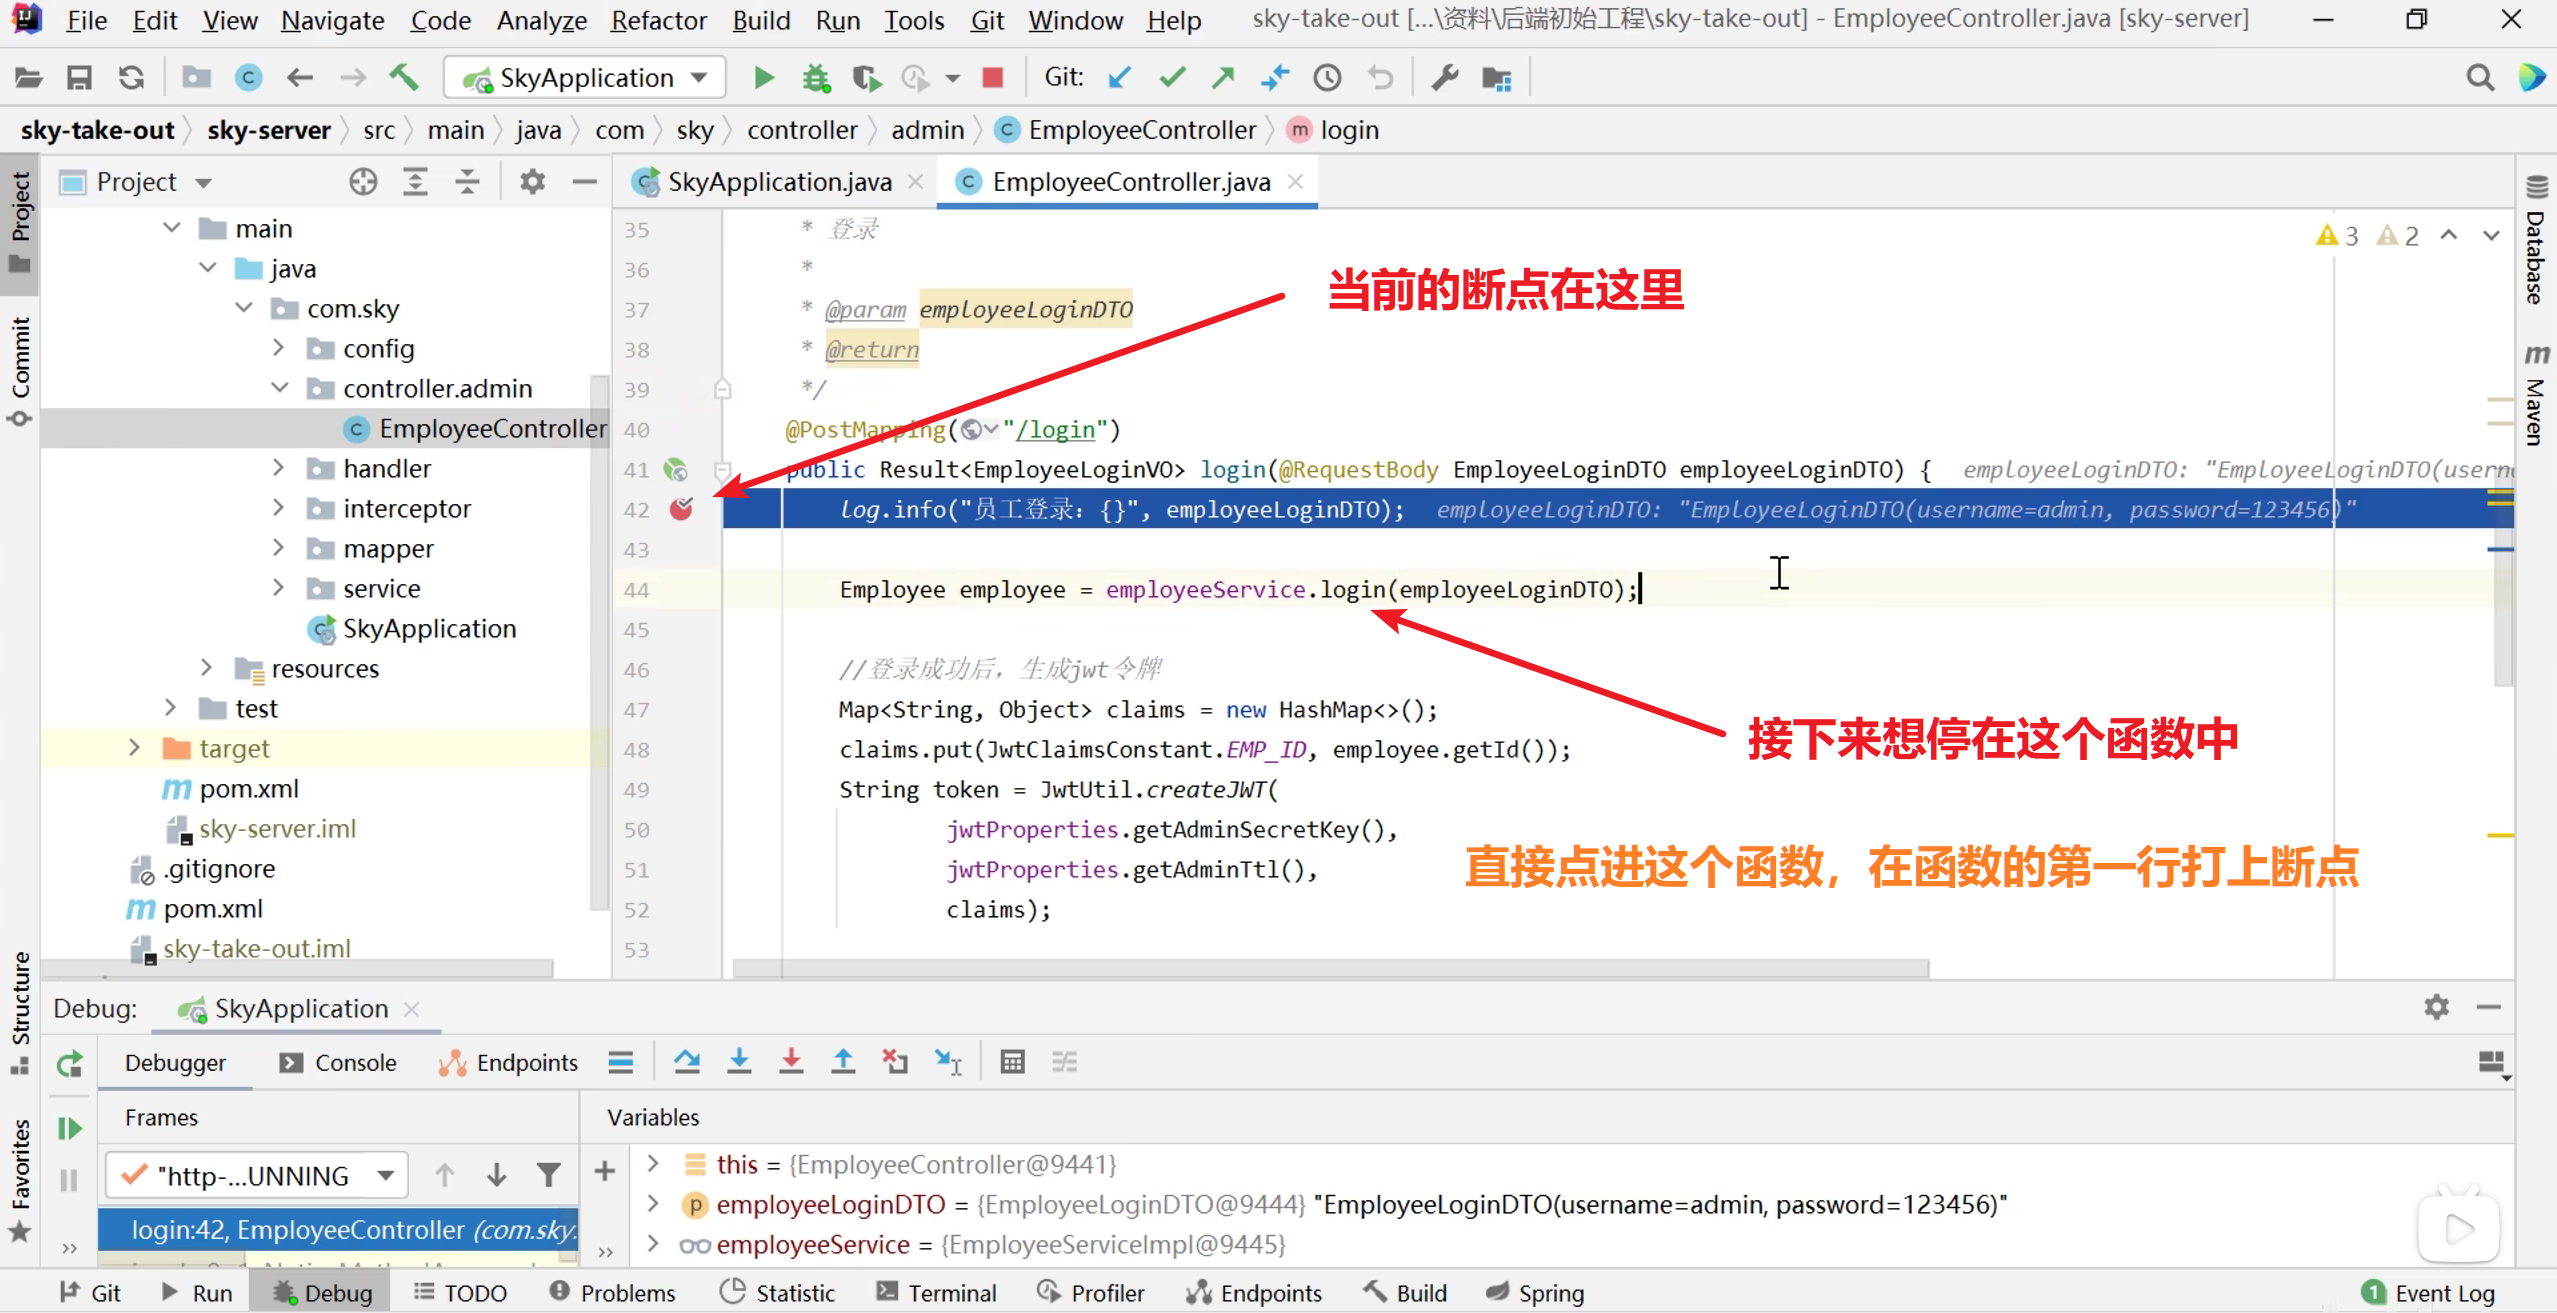 File Edit View Navigate Code Analyze Refactor Build Run Tools Git Window Help sky-take-out [...\资料\后端初始工程\sky-take-out] - EmployeeController.java [sky-server]
SkyApplication Git:
sky-take-out sky-server src main java com sky controller admin EmployeeController login
Project
SkyApplication.java EmployeeController.java
Project
Commit
Structure
Favorites
main
java
com.sky
config
controller.admin
EmployeeController
handler
interceptor
mapper
service
SkyApplication
resources
test
target
pom.xml
sky-server.iml
.gitignore
pom.xml
sky-take-out.iml
35 * 登录
36 *
37 * @param employeeLoginDTO
38 * @return
39 */
40 @PostMapping("/login")
41 public Result<EmployeeLoginVO> login(@RequestBody EmployeeLoginDTO employeeLoginDTO) { employeeLoginDTO: "EmployeeLoginDTO(usern
42 log.info("员工登录：{}", employeeLoginDTO); employeeLoginDTO: "EmployeeLoginDTO(username=admin, password=123456)"
43
44 Employee employee = employeeService.login(employeeLoginDTO);
45
46 //登录成功后，生成jwt令牌
47 Map<String, Object> claims = new HashMap<>();
48 claims.put(JwtClaimsConstant.EMP_ID, employee.getId());
49 String token = JwtUtil.createJWT(
50 jwtProperties.getAdminSecretKey(),
51 jwtProperties.getAdminTtl(),
52 claims);
53
3 2
当前的断点在这里
接下来想停在这个函数中
直接点进这个函数，在函数的第一行打上断点
Database
Maven
Debug: SkyApplication
Debugger Console Endpoints
Frames
Variables
"http-...UNNING
login:42, EmployeeController (com.sky.
this = {EmployeeController@9441}
employeeLoginDTO = {EmployeeLoginDTO@9444} "EmployeeLoginDTO(username=admin, password=123456)"
employeeService = {EmployeeServiceImpl@9445}
Git Run Debug TODO Problems Statistic Terminal Profiler Endpoints Build Spring 1 Event Log